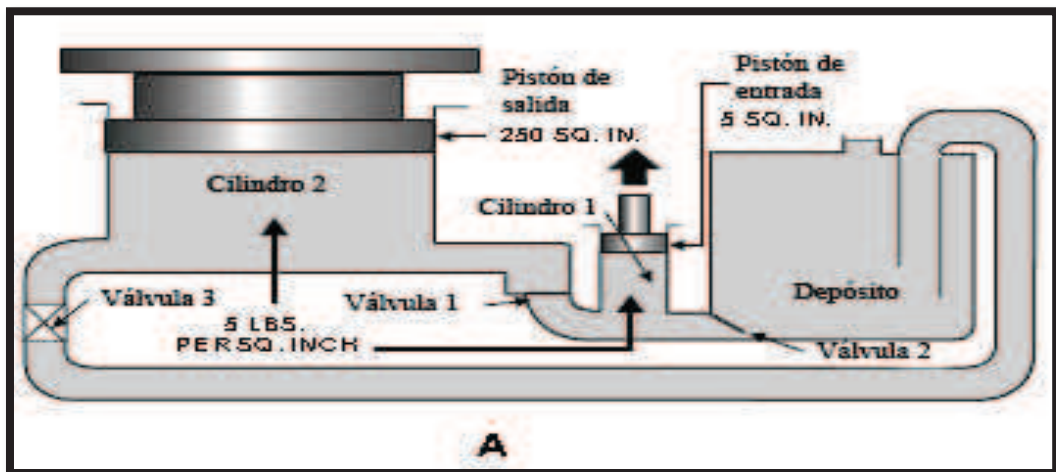 Pistón de
salida
250 SQ. IN.
Pistón de
entrada
5 SQ. IN.
Cilindro 2
Cilindro 1
Depósito
Válvula 3
Válvula 1
5 LBS.
PER SQ. INCH
Válvula 2
A